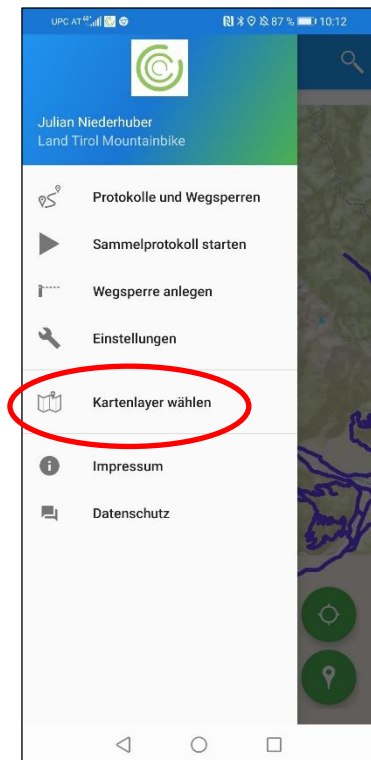 UPC AT 87 % 10:12
Julian Niederhuber
Land Tirol Mountainbike
Protokolle und Wegsperren
Sammelprotokoll starten
Wegsperre anlegen
Einstellungen
Kartenlayer wählen
Impressum
Datenschutz